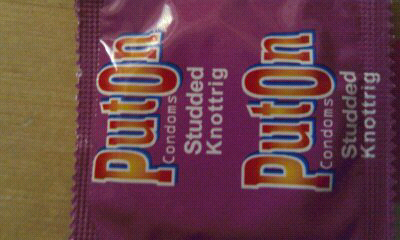 PutOn
Condoms
Studded
Knottrig
PutOn
Condoms
Studded
Knottrig